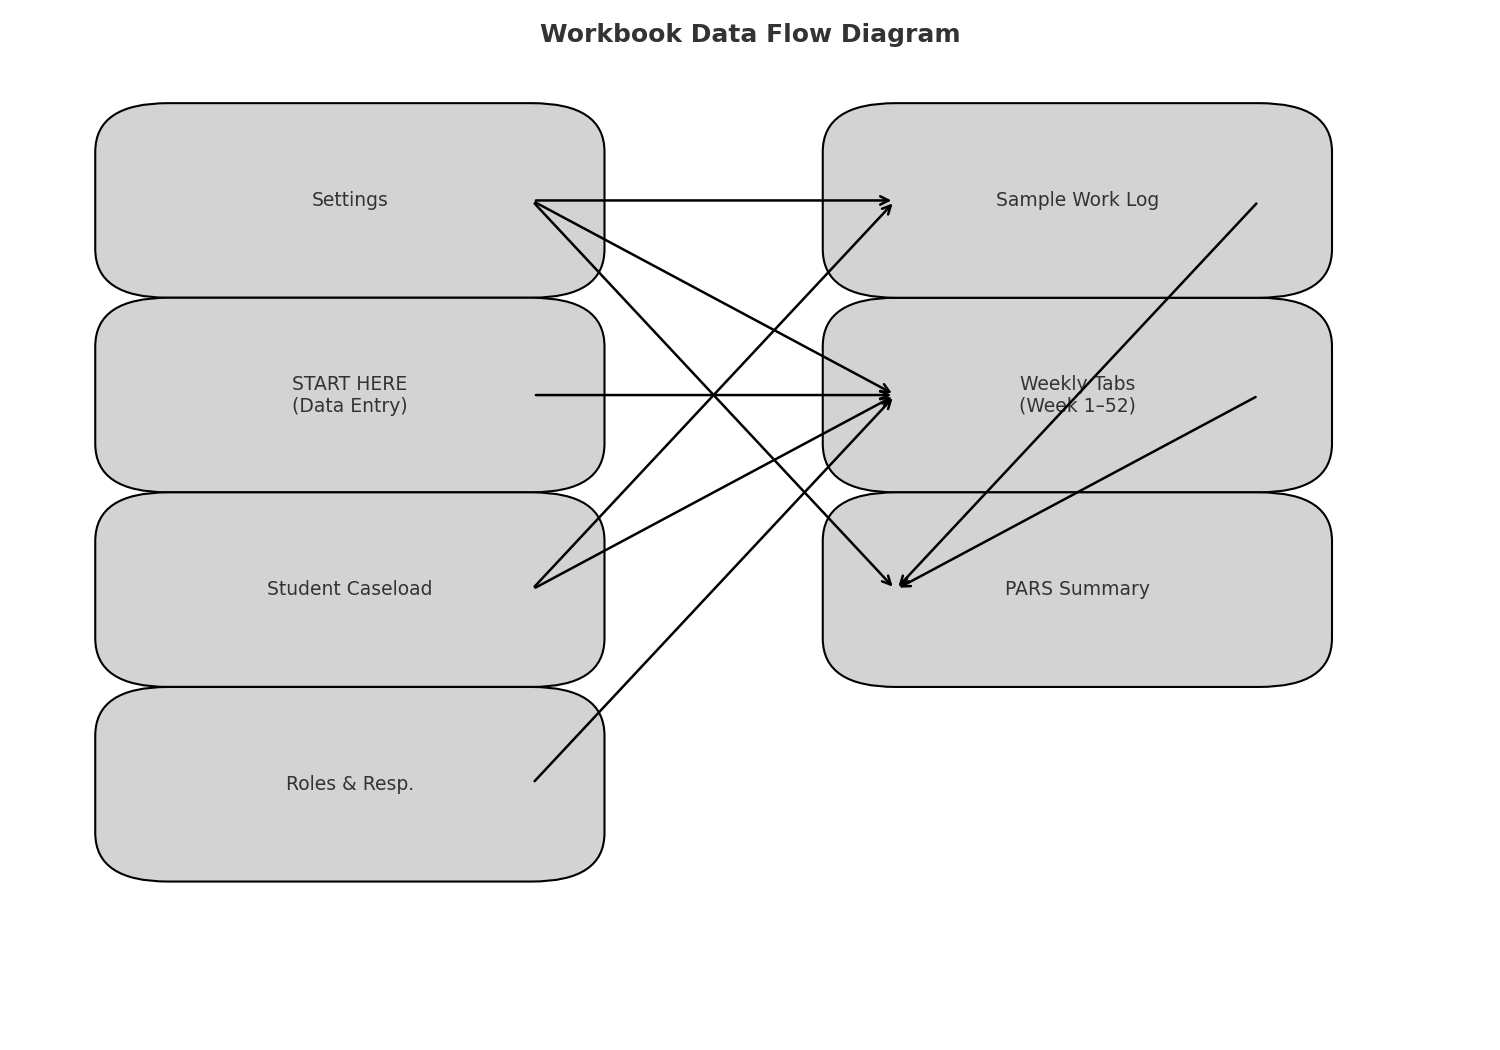 Workbook Data Flow Diagram
Settings
START HERE
(Data Entry)
Student Caseload
Roles & Resp.
Sample Work Log
Weekly Tabs
(Week 1–52)
PARS Summary